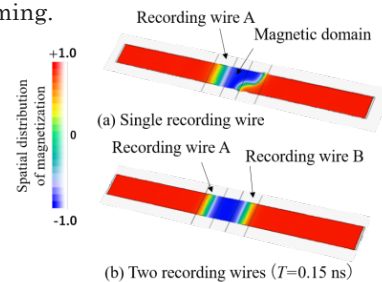 ming.
Recording wire A
Magnetic domain
+1.0
0
-1.0
Spatial distribution
of magnetization
(a) Single recording wire
Recording wire A
Recording wire B
(b) Two recording wires (T=0.15 ns)